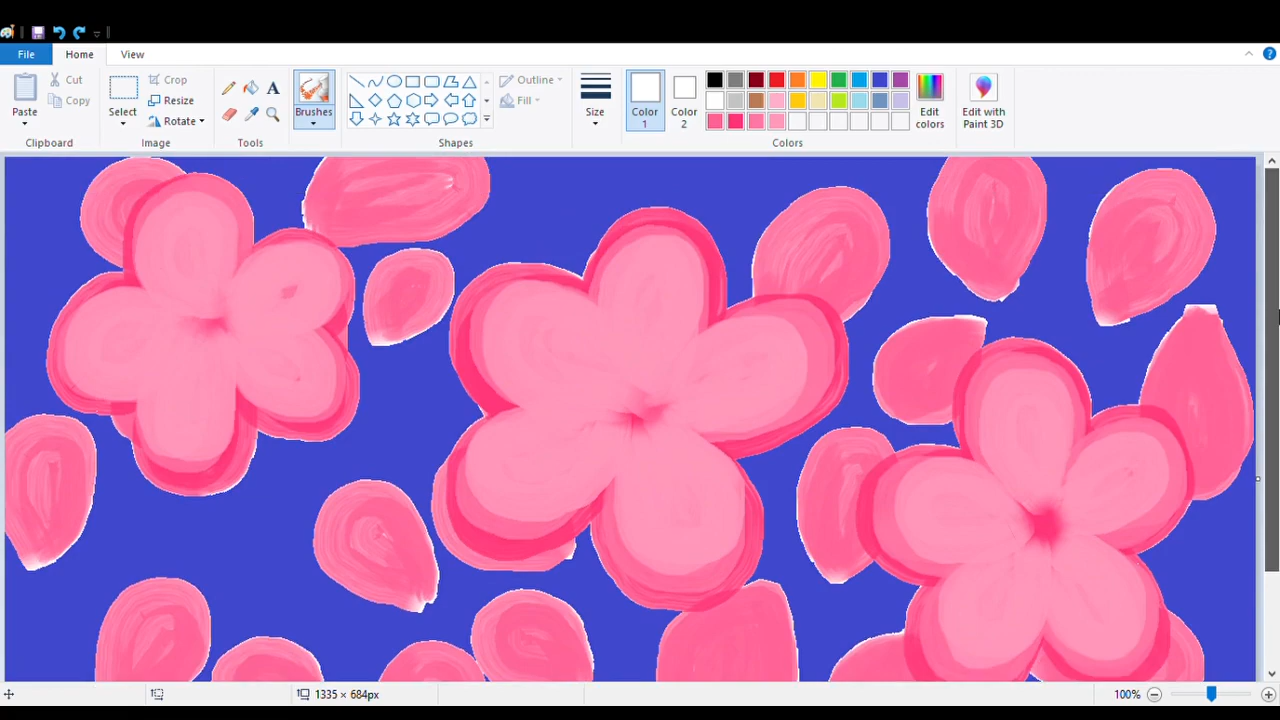 File Home View
Paste
Cut
Copy
Clipboard
Select
Crop
Resize
Rotate
Image
A
Tools
Brushes
Outline
Fill
Shapes
Size
Color
1
Color
2
Edit
colors
Colors
Edit with
Paint 3D
?
1335 × 684px
100%